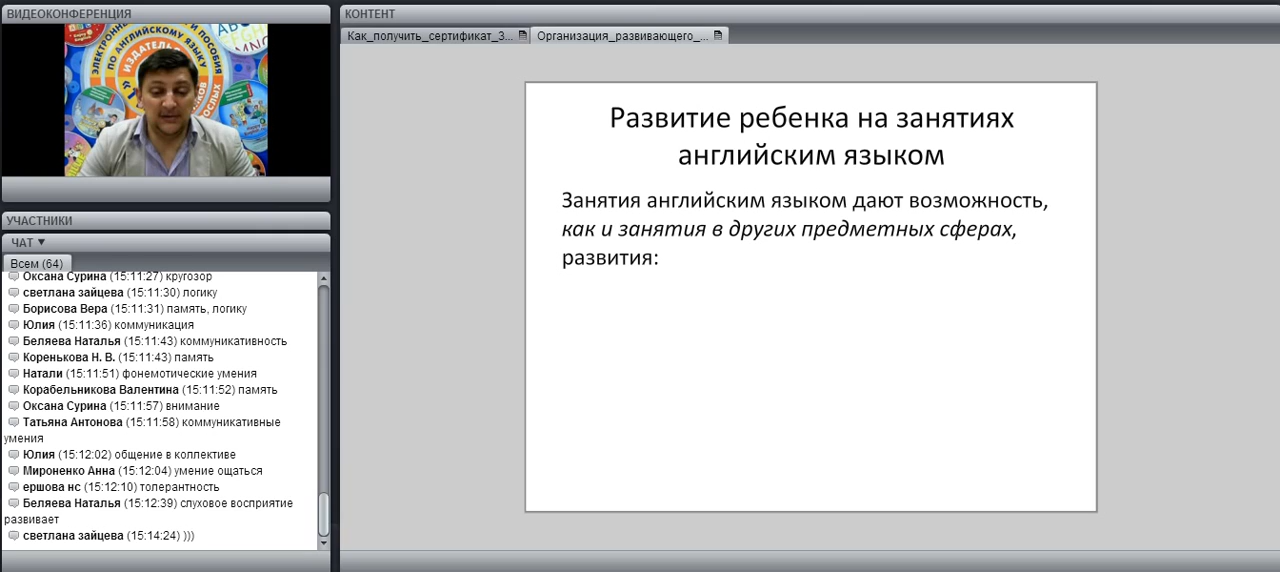 ВИДЕОКОНФЕРЕНЦИЯ
ЭЛЕКТРОННЫЕ
И ПОСОБИЯ
ПО АНГЛИЙСКОМУ ЯЗЫКУ
УЧАСТНИКИ
ЧАТ
Всем (64)
Оксана Сурина (15:11:27) кругозор
светлана зайцева (15:11:30) логику
Борисова Вера (15:11:31) память, логику
Юлия (15:11:36) коммуникация
Беляева Наталья (15:11:43) коммуникативность
Коренькова Н. В. (15:11:43) память
Натали (15:11:51) фонемотические умения
Корабельникова Валентина (15:11:52) память
Оксана Сурина (15:11:57) внимание
Татьяна Антонова (15:11:58) коммуникативные
умения
Юлия (15:12:02) общение в коллективе
Мироненко Анна (15:12:04) умение ощаться
ершова нс (15:12:10) толерантность
Беляева Наталья (15:12:39) слуховое восприятие
развивает
светлана зайцева (15:14:24) )))
КОНТЕНТ
Как_получить_сертификат_3...
Организация_развивающего_...
Развитие ребенка на занятиях
английским языком
Занятия английским языком дают возможность,
как и занятия в других предметных сферах,
развития: